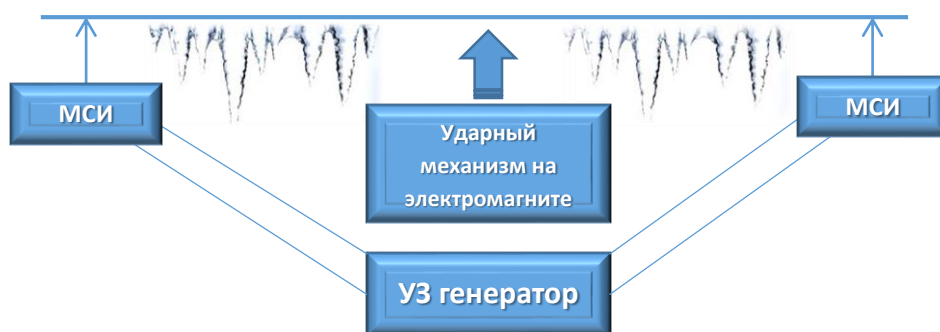 МСИ
МСИ
Ударный
механизм на
электромагните
УЗ генератор